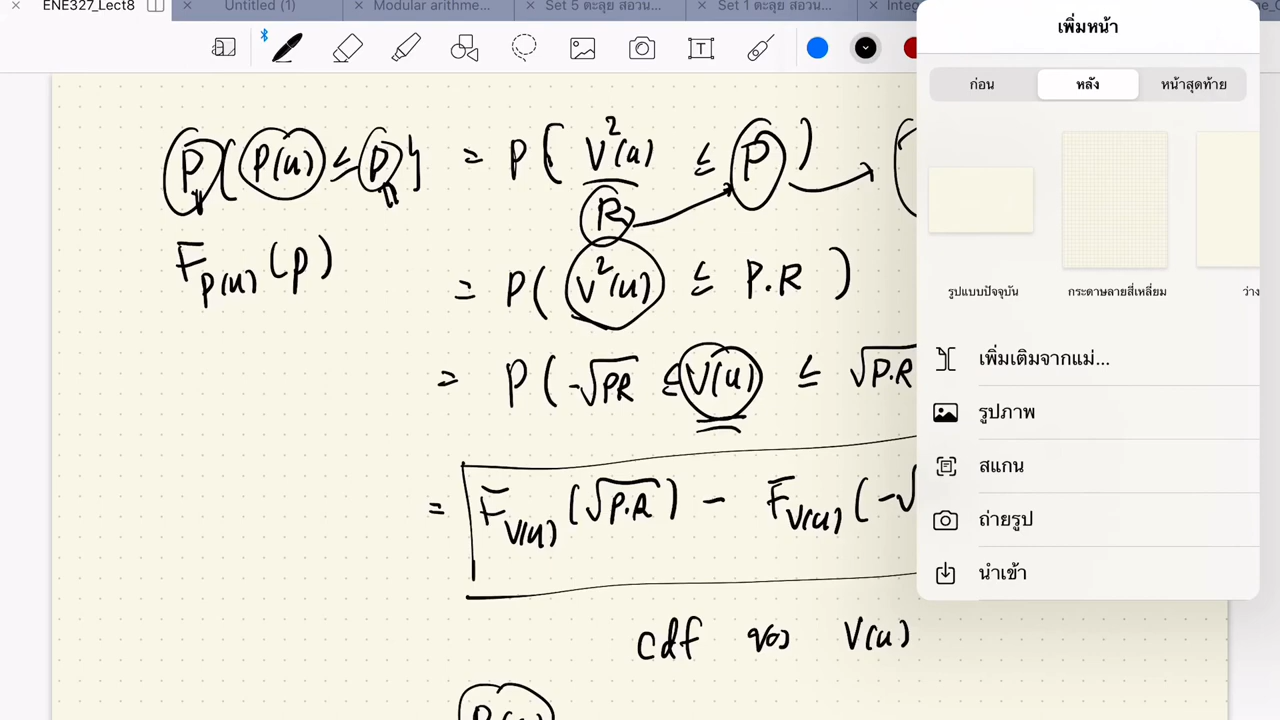 ENE327_Lect8
Untitled (1)
Modular arithme...
Set 5 ตะลุย สอวน...
Set 1 ตะลุย สอวน...
Integ
เพิ่มหน้า
ก่อน
หลัง
หน้าสุดท้าย
P(P(u) ≤ P) = P( V²(u)/R ≤ P )
F_P(u)(p)
= P( V²(u) ≤ P.R )
= P( -√PR ≤ V(u) ≤ √P.R
= F_V(u)(√P.R) - F_V(u)(-√
cdf ของ V(u)
P(u)
รูปแบบปัจจุบัน
กระดาษลายสี่เหลี่ยม
ว่าง
เพิ่มเติมจากแม่...
รูปภาพ
สแกน
ถ่ายรูป
นำเข้า